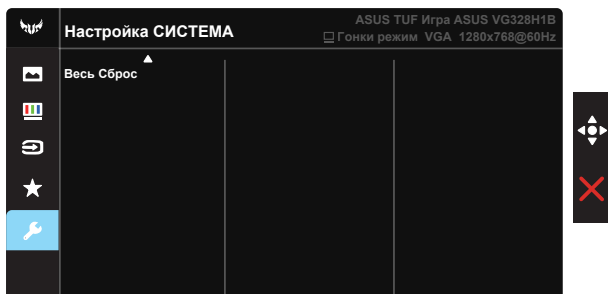 ASUS TUF Игра ASUS VG328H1B
Настройка СИСТЕМА
Гонки режим VGA 1280x768@60Hz
Весь Сброс